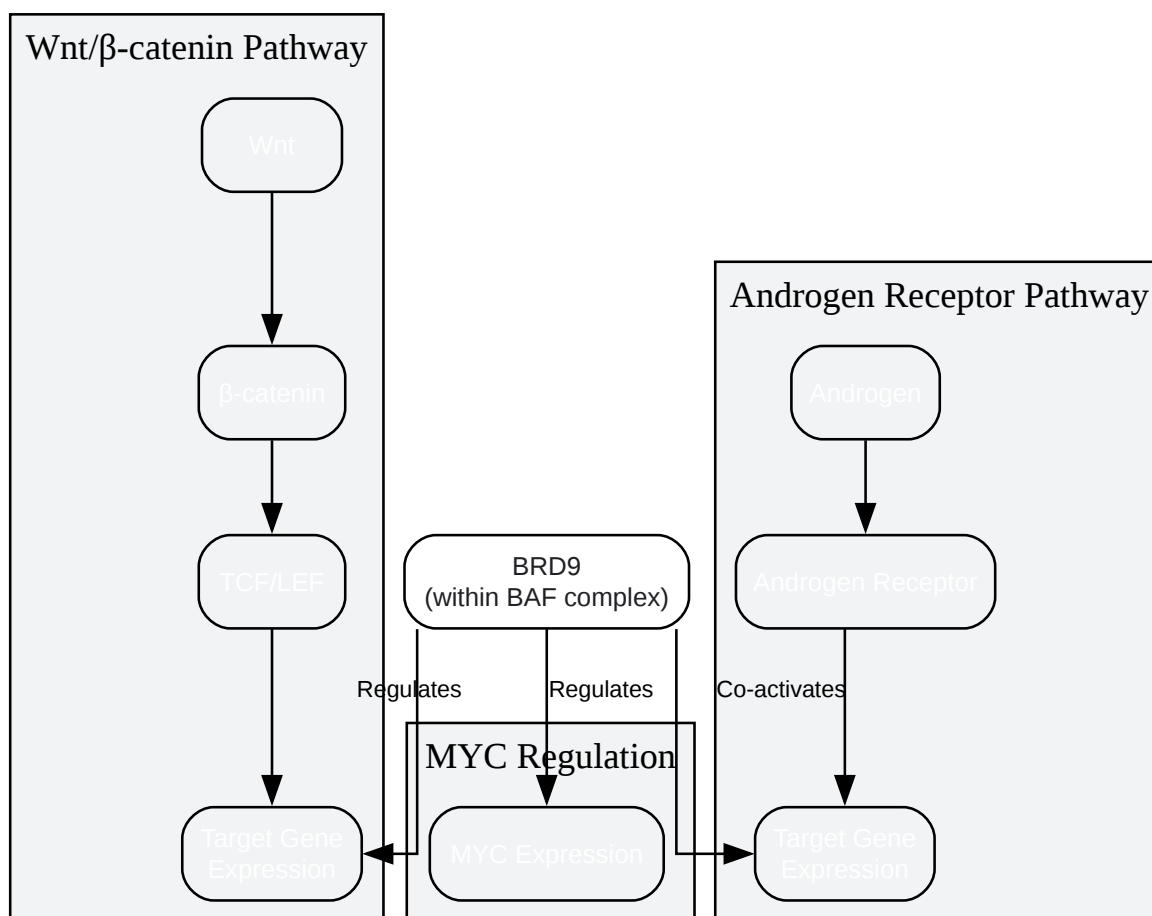 Wnt/β-catenin Pathway
Wnt
Androgen Receptor Pathway
β-catenin
Androgen
TCF/LEF
BRD9
(within BAF complex)
Androgen Receptor
Regulates
Regulates
Co-activates
MYC Regulation
Target Gene
Expression
MYC Expression
Target Gene
Expression